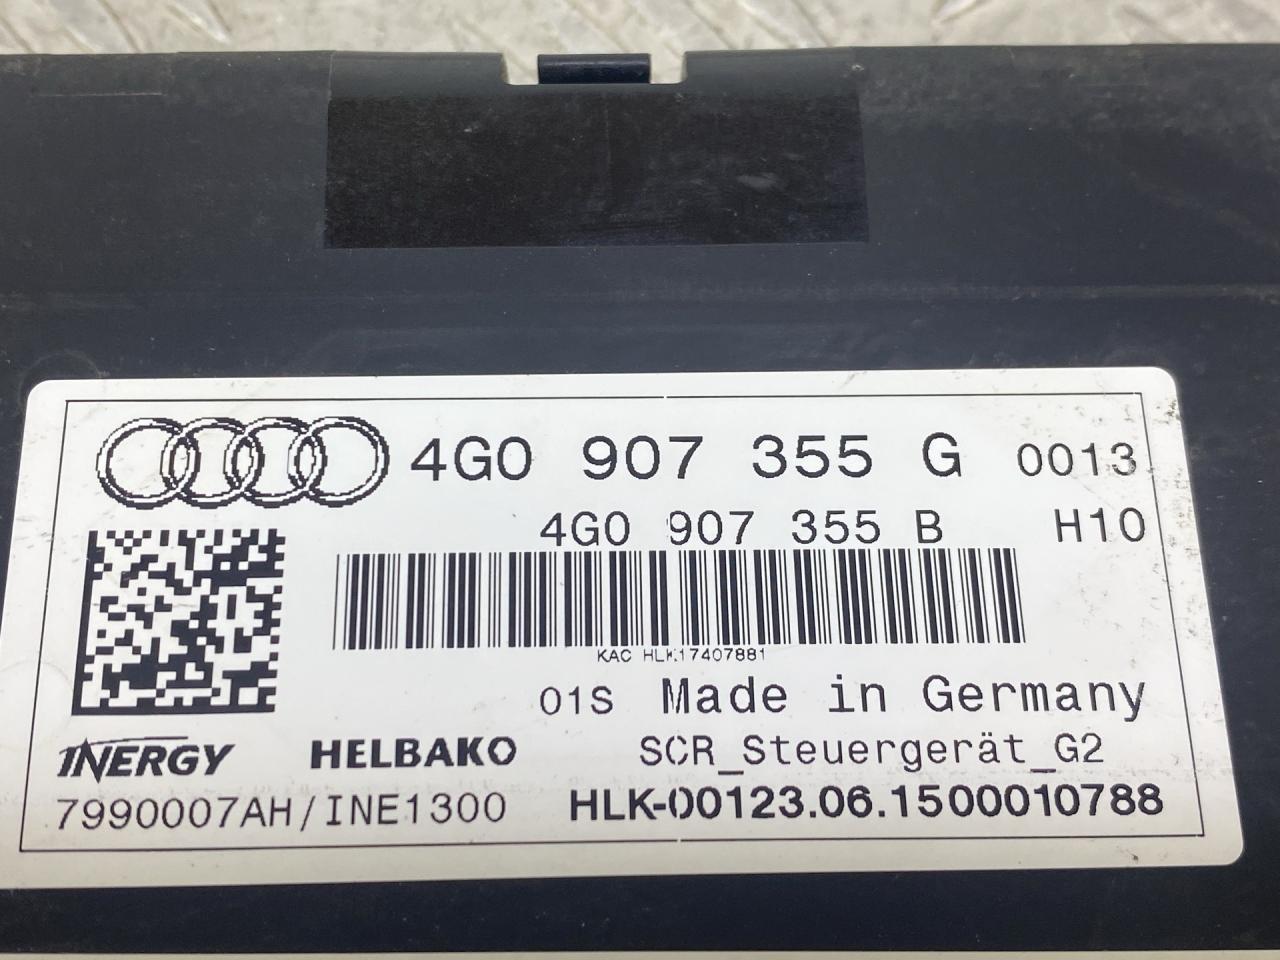 4G0 907 355 G 0013
4G0 907 355 B H10
KAC HLK17407881
01S Made in Germany
INERGY HELBAKO SCR_Steuergerät_G2
7990007AH/INE1300 HLK-00123.06.1500010788